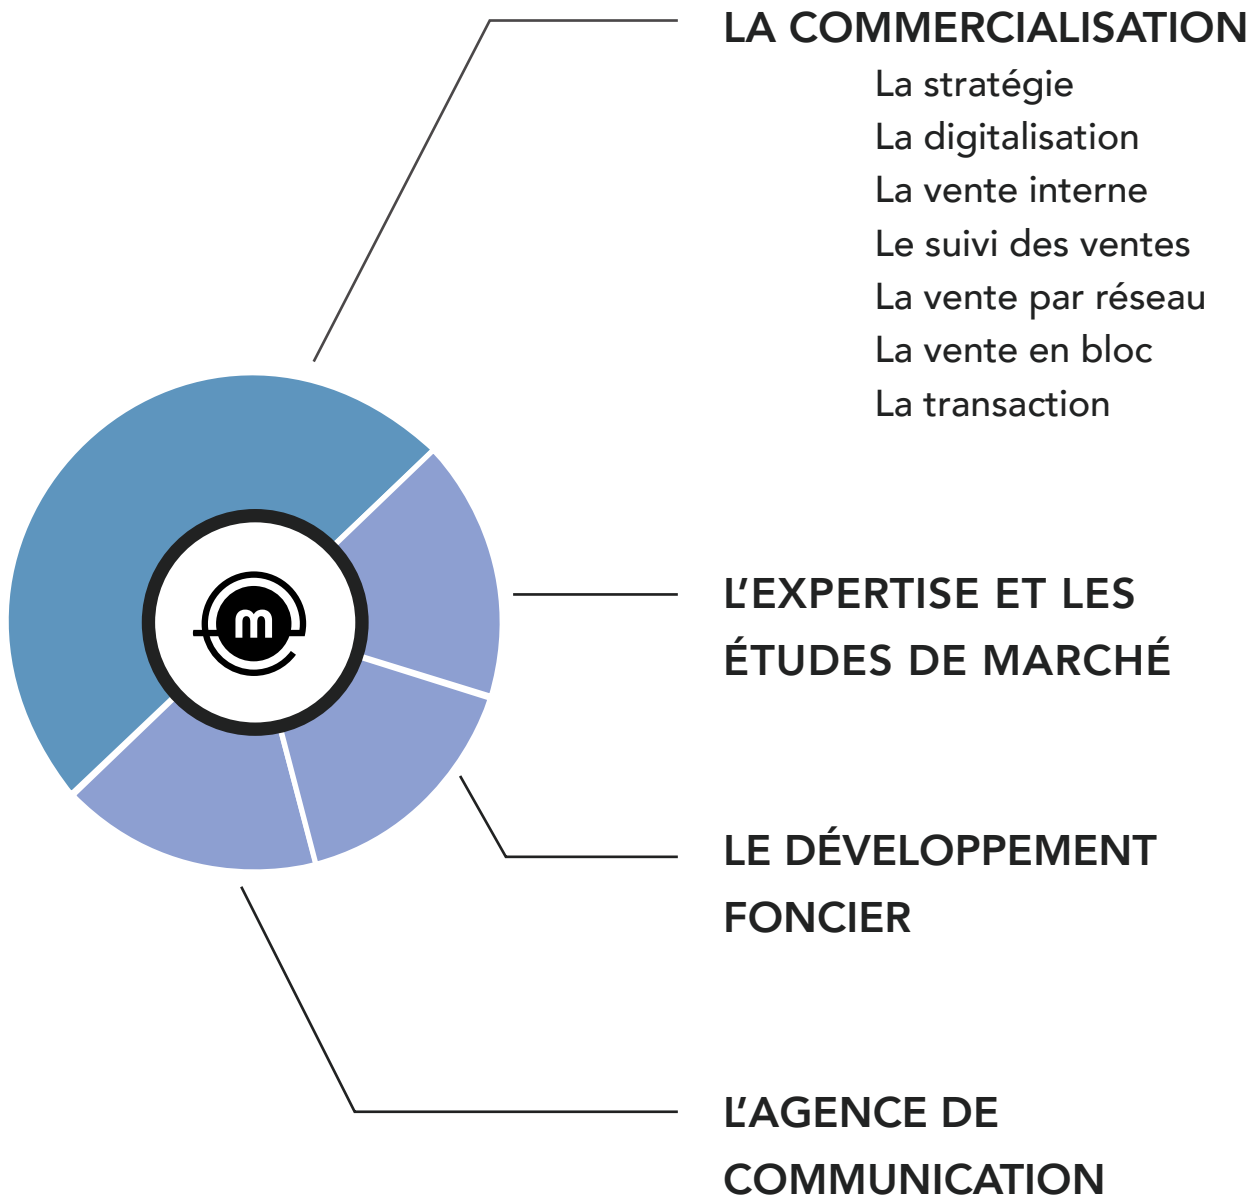 LA COMMERCIALISATION
La stratégie
La digitalisation
La vente interne
Le suivi des ventes
La vente par réseau
La vente en bloc
La transaction
m
L’EXPERTISE ET LES
ÉTUDES DE MARCHÉ
LE DÉVELOPPEMENT
FONCIER
L’AGENCE DE
COMMUNICATION